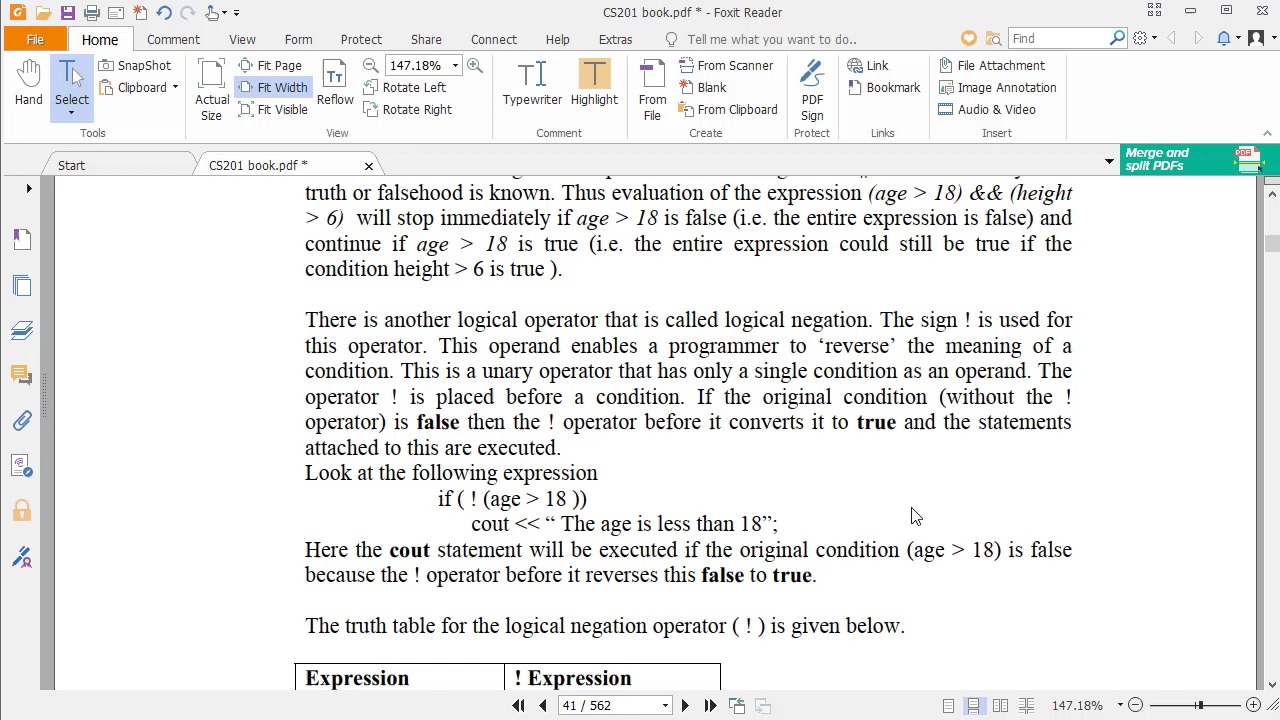 CS201 book.pdf * - Foxit Reader
File Home Comment View Form Protect Share Connect Help Extras Tell me what you want to do.. Find
Hand
Select
SnapShot
Clipboard
Tools
Actual Size
Fit Page
Fit Width
Fit Visible
Reflow
147.18%
Rotate Left
Rotate Right
View
Typewriter
Highlight
Comment
From File
From Scanner
Blank
From Clipboard
Create
PDF Sign
Protect
Link
Bookmark
Links
File Attachment
Image Annotation
Audio & Video
Insert
Start
CS201 book.pdf *
Merge and
split PDFs
PDF
truth or falsehood is known. Thus evaluation of the expression (age > 18) && (height
> 6) will stop immediately if age > 18 is false (i.e. the entire expression is false) and
continue if age > 18 is true (i.e. the entire expression could still be true if the
condition height > 6 is true ).
There is another logical operator that is called logical negation. The sign ! is used for
this operator. This operand enables a programmer to ‘reverse’ the meaning of a
condition. This is a unary operator that has only a single condition as an operand. The
operator ! is placed before a condition. If the original condition (without the !
operator) is false then the ! operator before it converts it to true and the statements
attached to this are executed.
Look at the following expression
if ( ! (age > 18 ))
cout << “ The age is less than 18”;
Here the cout statement will be executed if the original condition (age > 18) is false
because the ! operator before it reverses this false to true.
The truth table for the logical negation operator ( ! ) is given below.
Expression ! Expression
41 / 562
147.18%